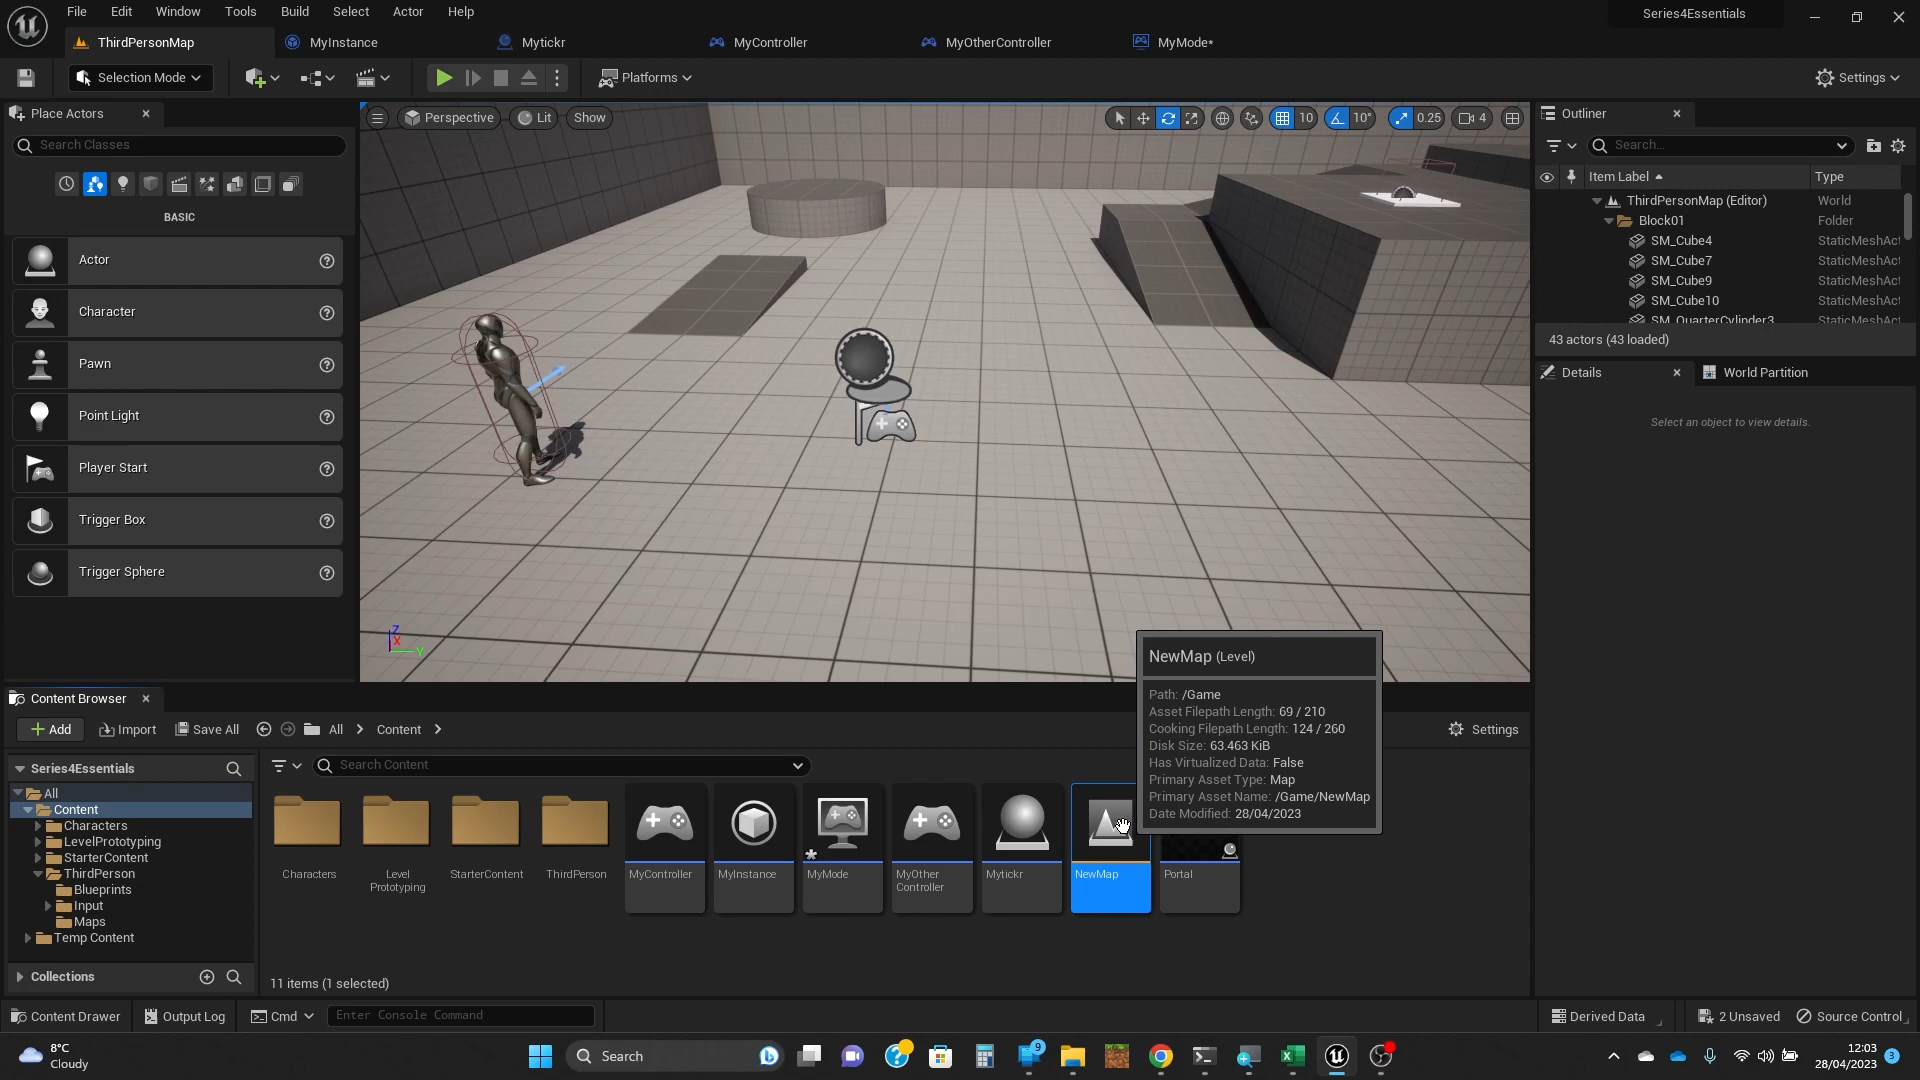 File Edit Window Tools Build Select Actor Help
Series4Essentials
ThirdPersonMap
MyInstance
Mytickr
MyController
MyOtherController
MyMode*
Selection Mode
Platforms
Settings
Place Actors
Search Classes
BASIC
Actor
Character
Pawn
Point Light
Player Start
Trigger Box
Trigger Sphere
Perspective
Lit
Show
10
10°
0.25
4
Z
X
Y
Outliner
Search...
Item Label
Type
ThirdPersonMap (Editor) World
Block01 Folder
SM_Cube4 StaticMeshAct
SM_Cube7 StaticMeshAct
SM_Cube9 StaticMeshAct
SM_Cube10 StaticMeshAct
SM_QuarterCylinder3 StaticMeshAct
43 actors (43 loaded)
Details
World Partition
Select an object to view details.
NewMap (Level)
Path: /Game
Asset Filepath Length: 69 / 210
Cooking Filepath Length: 124 / 260
Disk Size: 63.463 KiB
Has Virtualized Data: False
Primary Asset Type: Map
Primary Asset Name: /Game/NewMap
Date Modified: 28/04/2023
Content Browser
Add
Import
Save All
All
Content
Settings
Series4Essentials
All
Content
Characters
LevelPrototyping
StarterContent
ThirdPerson
Blueprints
Input
Maps
Temp Content
Collections
Search Content
Characters
Level
Prototyping
StarterContent
ThirdPerson
MyController
MyInstance
MyMode
MyOther
Controller
Mytickr
NewMap
Portal
11 items (1 selected)
Content Drawer
Output Log
Cmd
Enter Console Command
Derived Data
2 Unsaved
Source Control
8°C
Cloudy
Search
9
12:03
28/04/2023
3